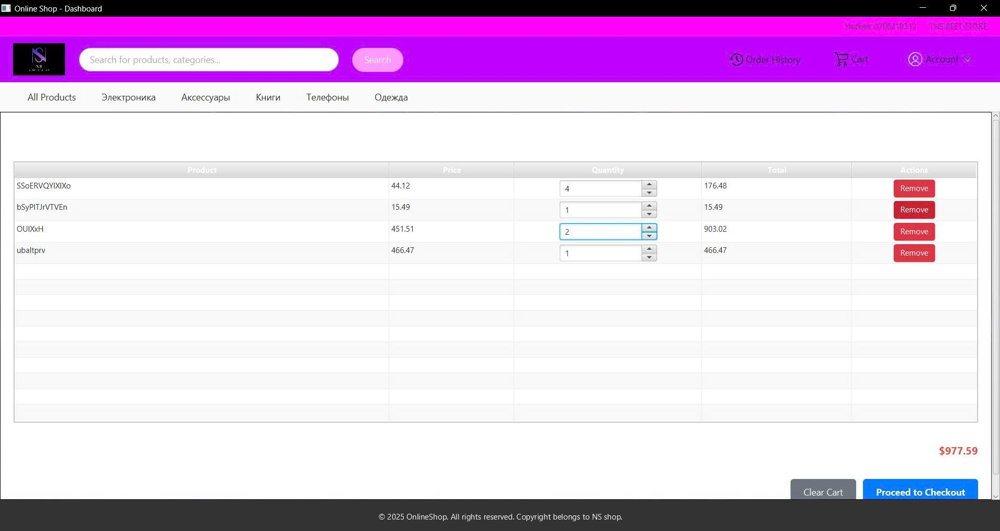 Online Shop - Dashboard
Hotline: 0706210313 THE BEST STORE
NS
Search for products, categories...
Search
Order History
Cart
Account
All Products
Электроника
Аксессуары
Книги
Телефоны
Одежда
Product Price Quantity Total Actions
SSoERVQYIXIXo 44.12 4 176.48 Remove
bSyPITJrVTVEn 15.49 1 15.49 Remove
OUIXxH 451.51 2 903.02 Remove
ubaltprv 466.47 1 466.47 Remove
$977.59
Clear Cart
Proceed to Checkout
© 2025 OnlineShop. All rights reserved. Copyright belongs to NS shop.